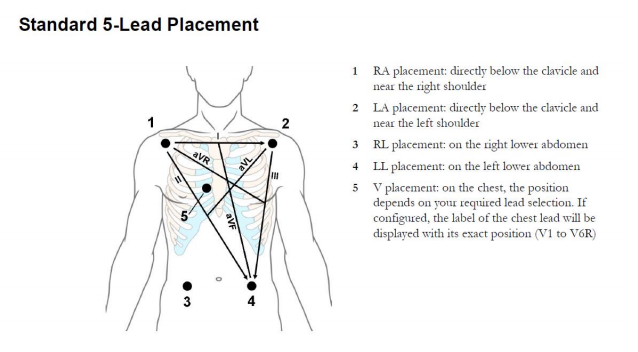 Standard 5-Lead Placement
1
2
I
aVR
aVL
II
III
5
aVF
3
4
1 RA placement: directly below the clavicle and
near the right shoulder
2 LA placement: directly below the clavicle and
near the left shoulder
3 RL placement: on the right lower abdomen
4 LL placement: on the left lower abdomen
5 V placement: on the chest, the position
depends on your required lead selection. If
configured, the label of the chest lead will be
displayed with its exact position (V1 to V6R)